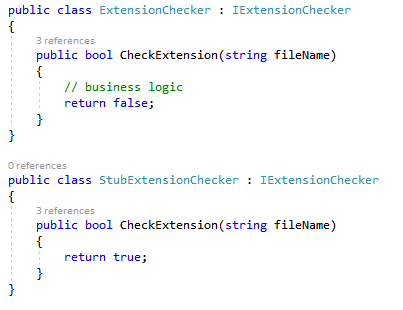 public class ExtensionChecker : IExtensionChecker
{
3 references
public bool CheckExtension(string fileName)
{
// business logic
return false;
}
}
0 references
public class StubExtensionChecker : IExtensionChecker
{
3 references
public bool CheckExtension(string fileName)
{
return true;
}
}